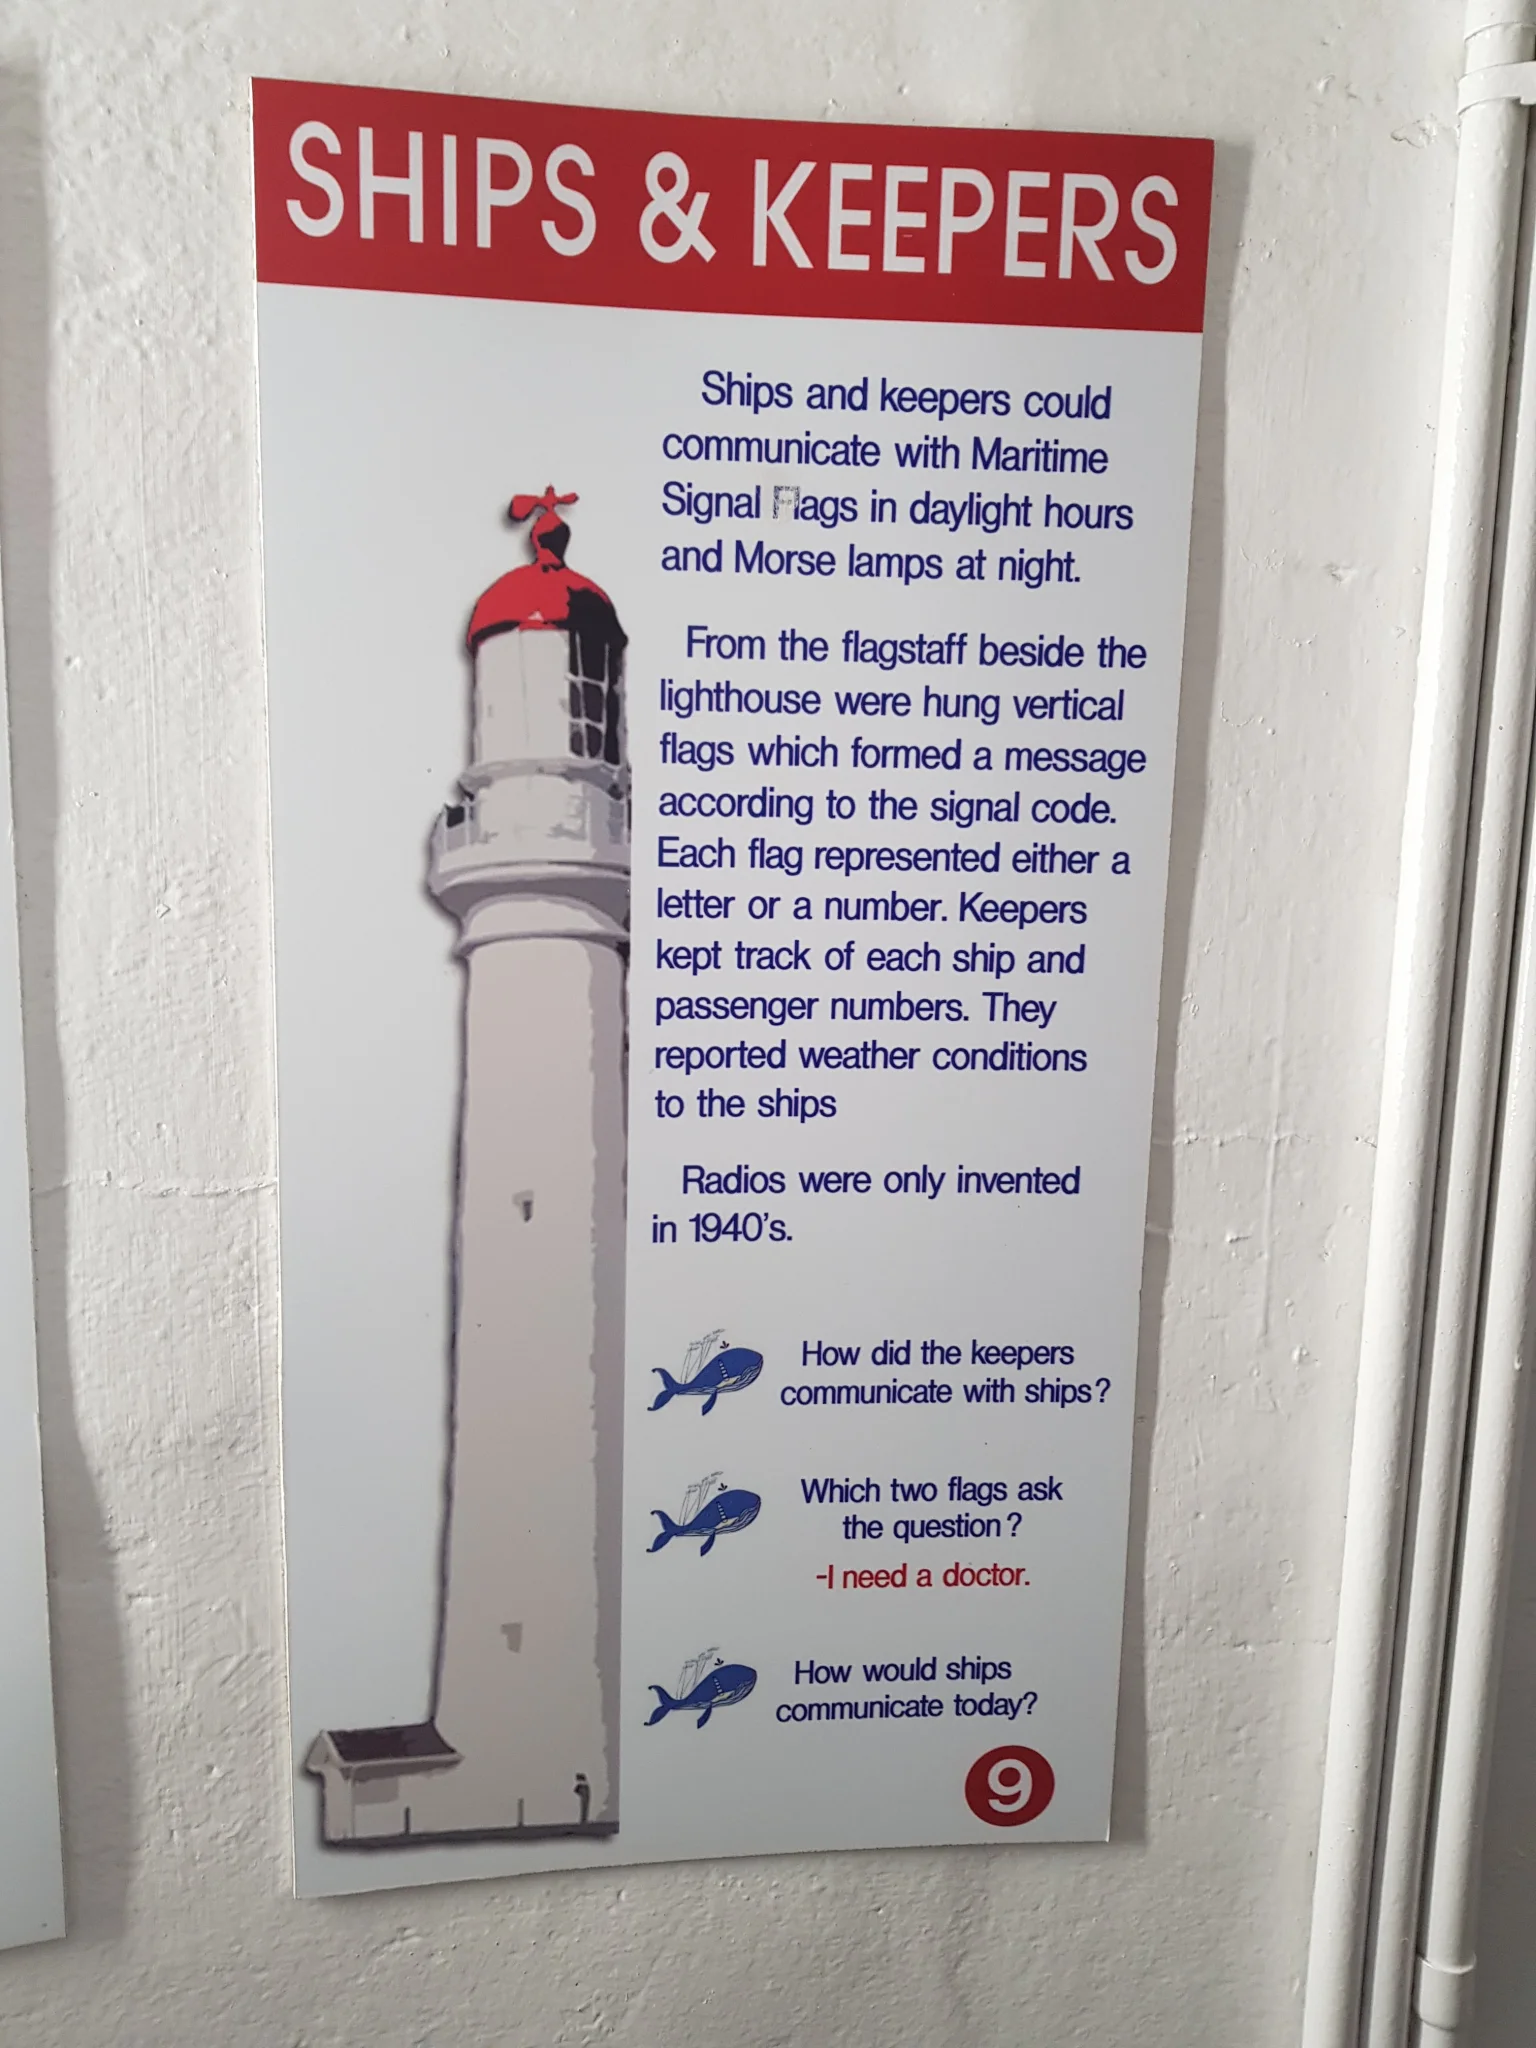 SHIPS & KEEPERS
Ships and keepers could
communicate with Maritime
Signal Flags in daylight hours
and Morse lamps at night.
From the flagstaff beside the
lighthouse were hung vertical
flags which formed a message
according to the signal code.
Each flag represented either a
letter or a number. Keepers
kept track of each ship and
passenger numbers. They
reported weather conditions
to the ships
Radios were only invented
in 1940's.
How did the keepers
communicate with ships?
Which two flags ask
the question?
-I need a doctor.
How would ships
communicate today?
9